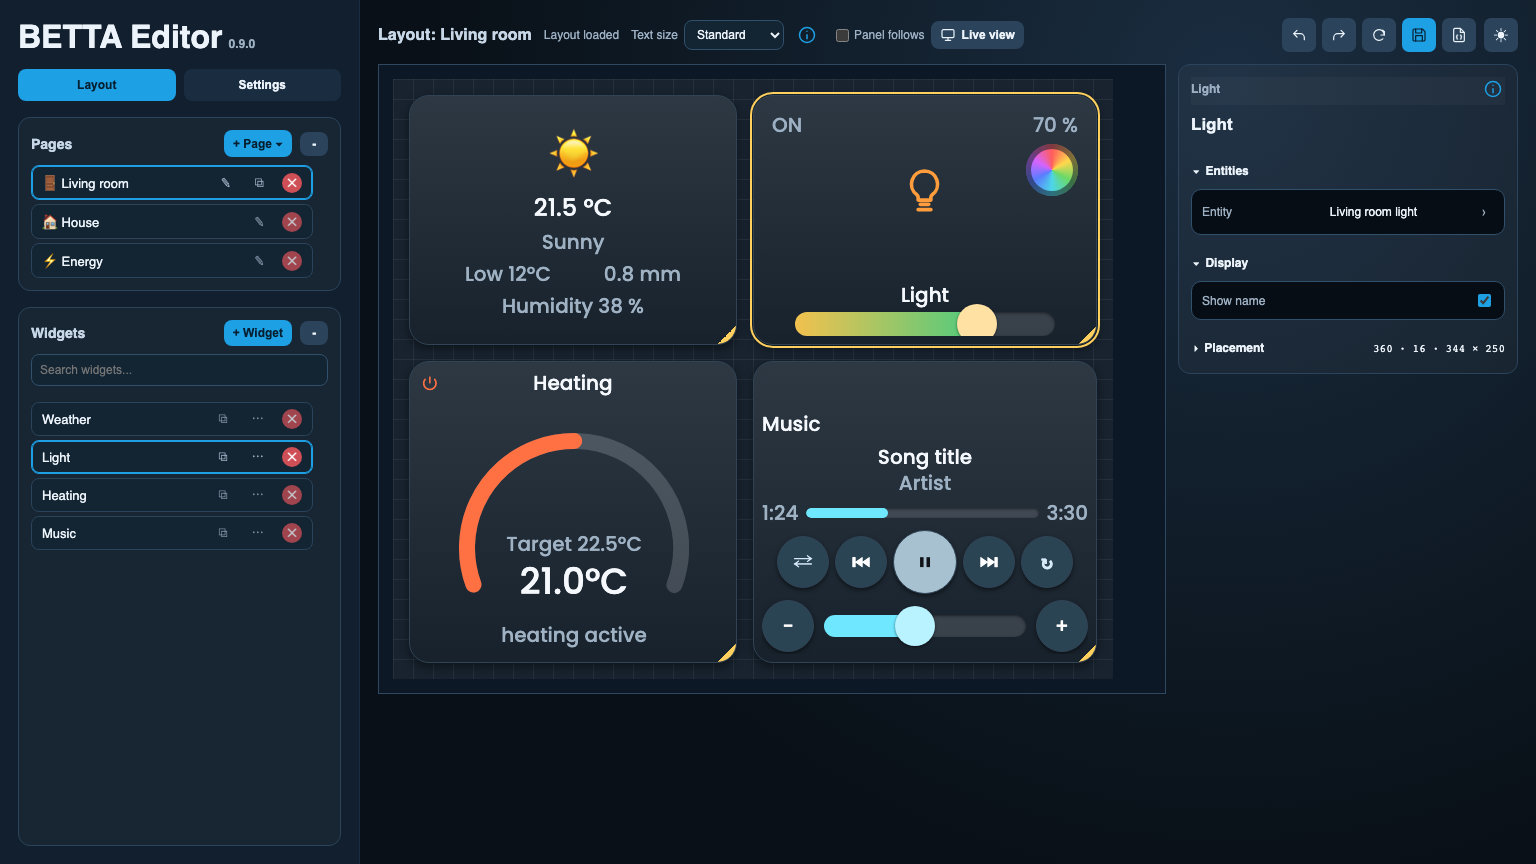 BETTA Editor 0.9.0
Layout
Settings
Pages
+ Page
-
Living room
House
Energy
Widgets
+ Widget
-
Search widgets...
Weather
Light
Heating
Music
Layout: Living room
Layout loaded
Text size
Standard
Panel follows
Live view
21.5 °C
Sunny
Low 12°C 0.8 mm
Humidity 38 %
ON 70 %
Light
Heating
Target 22.5°C
21.0°C
heating active
Music
Song title
Artist
1:24 3:30
- +
Light
Light
Entities
Entity Living room light ›
Display
Show name
Placement 360 · 16 · 344 × 250